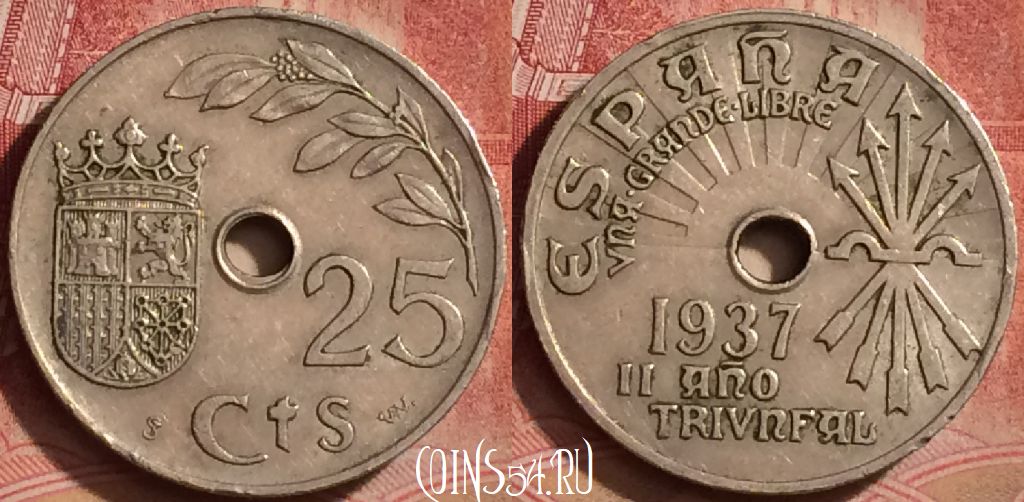 25
CtS
ESPAÑA
VNA·GRANDE·LIBRE
1937
II AÑO
TRIVNFAL
COINS54.RU